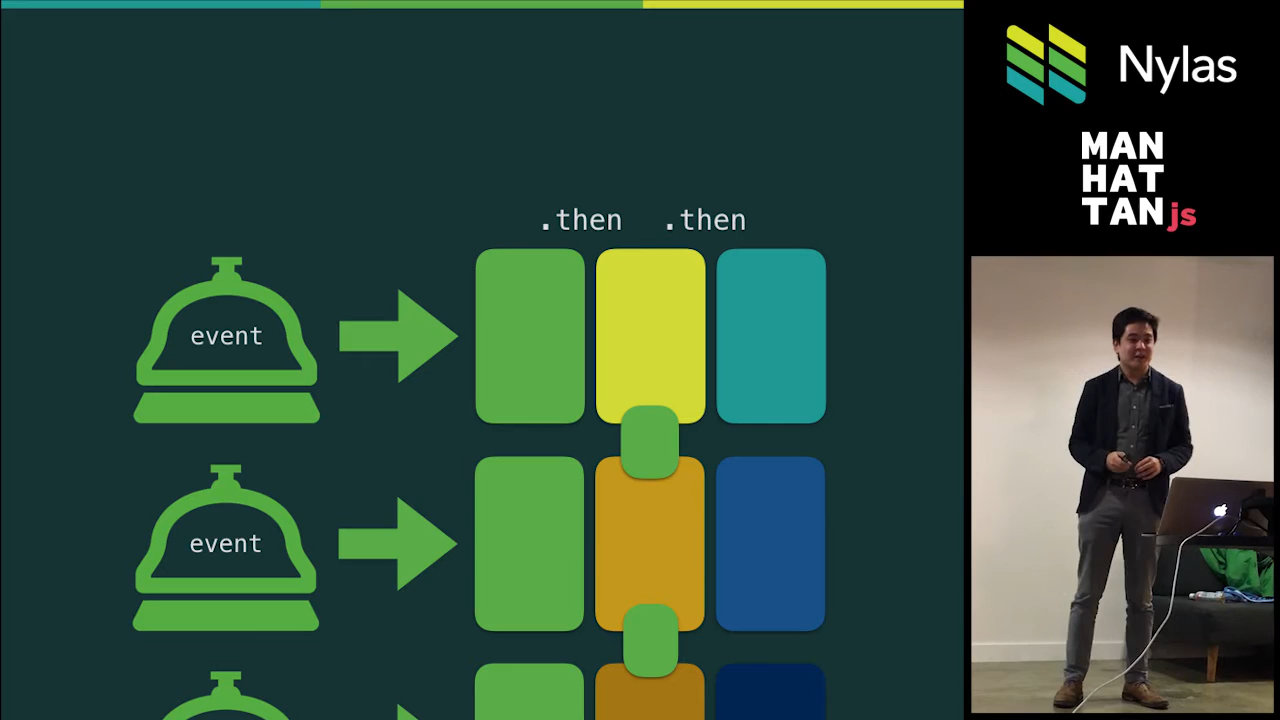 .then .then
event
event
Nylas
MAN
HAT
TANjs